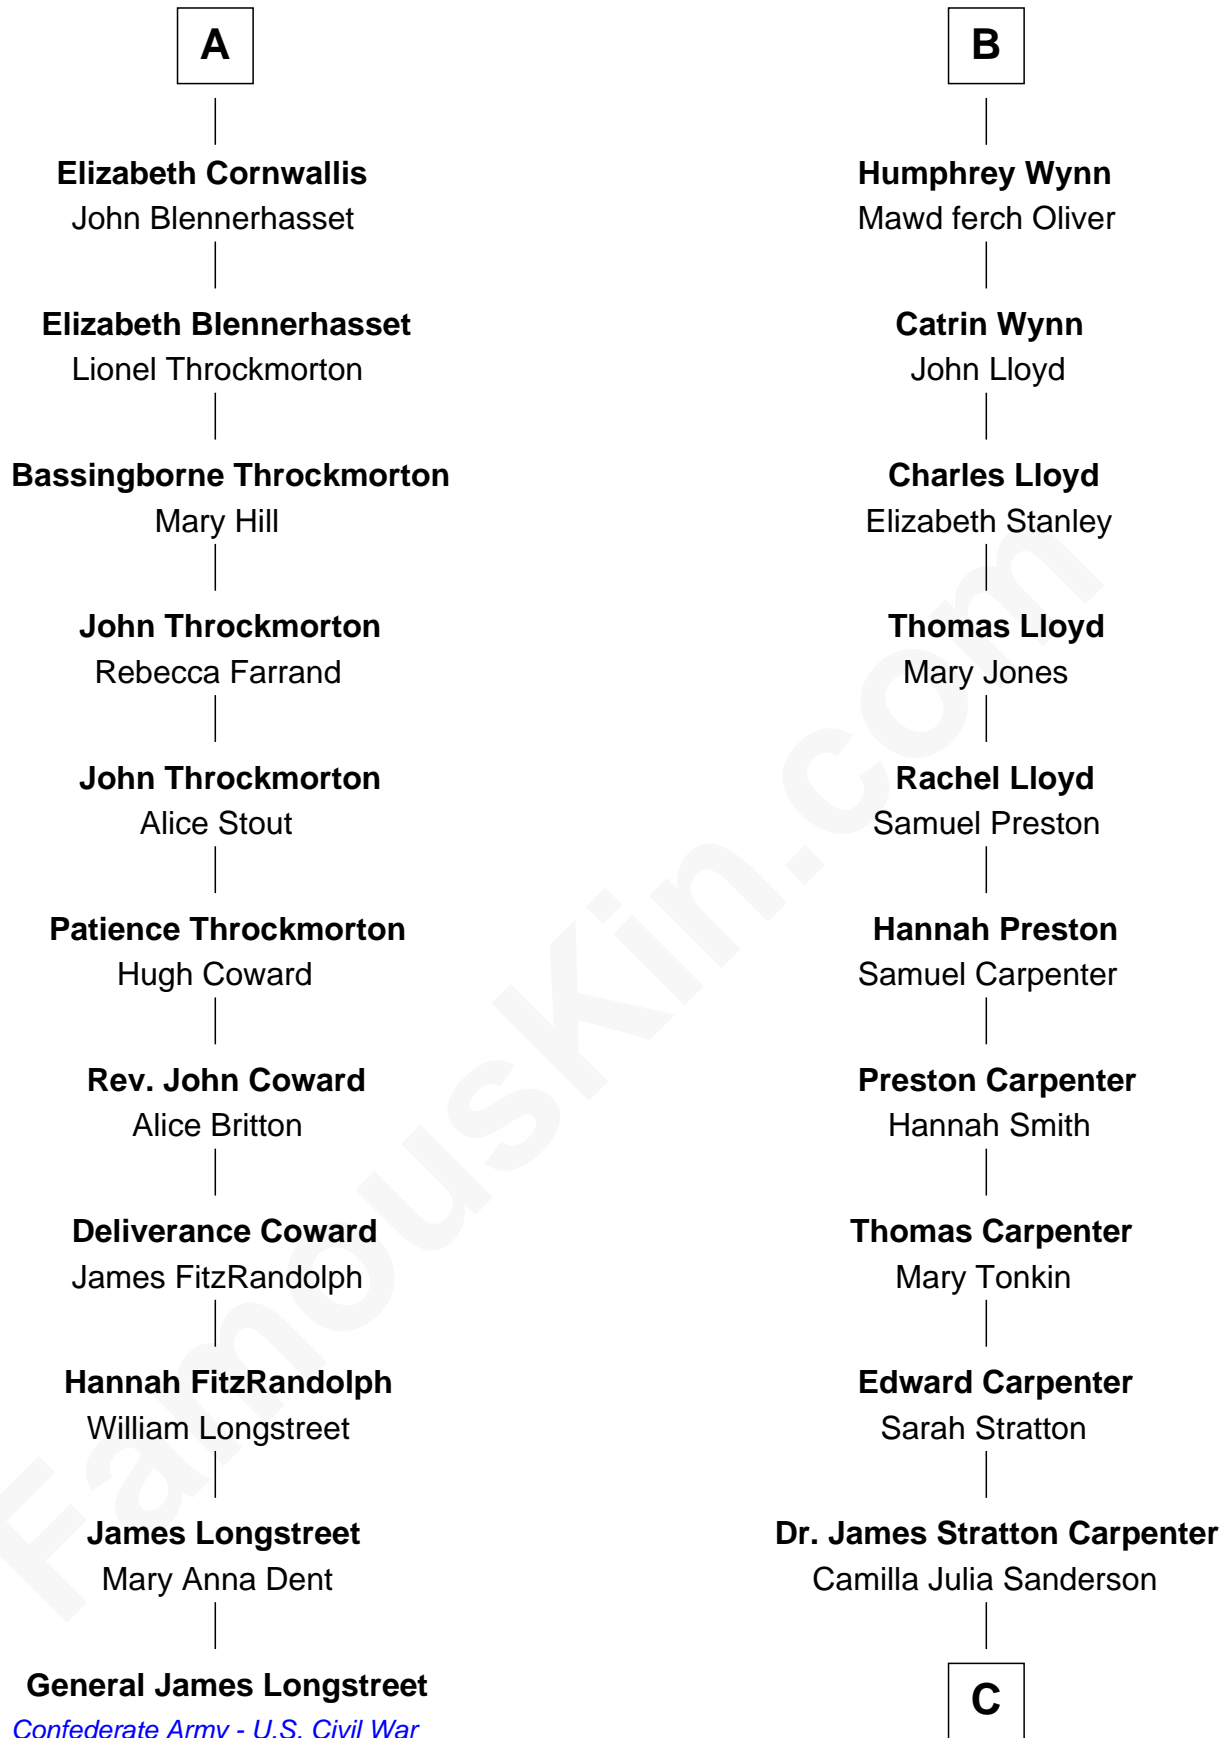 A
Elizabeth Cornwallis
John Blennerhasset
Elizabeth Blennerhasset
Lionel Throckmorton
Bassingborne Throckmorton
Mary Hill
John Throckmorton
Rebecca Farrand
John Throckmorton
Alice Stout
Patience Throckmorton
Hugh Coward
Rev. John Coward
Alice Britton
Deliverance Coward
James FitzRandolph
Hannah FitzRandolph
William Longstreet
James Longstreet
Mary Anna Dent
General James Longstreet
Confederate Army - U.S. Civil War
B
Humphrey Wynn
Mawd ferch Oliver
Catrin Wynn
John Lloyd
Charles Lloyd
Elizabeth Stanley
Thomas Lloyd
Mary Jones
Rachel Lloyd
Samuel Preston
Hannah Preston
Samuel Carpenter
Preston Carpenter
Hannah Smith
Thomas Carpenter
Mary Tonkin
Edward Carpenter
Sarah Stratton
Dr. James Stratton Carpenter
Camilla Julia Sanderson
C
FamousKin.com